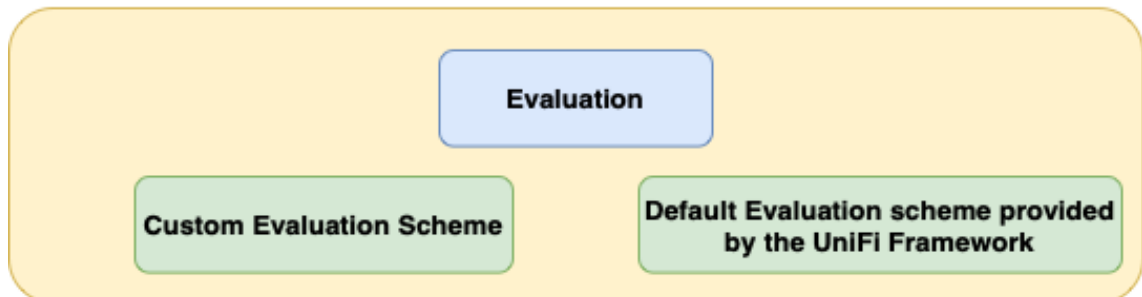 Evaluation
Custom Evaluation Scheme
Default Evaluation scheme provided
by the UniFi Framework